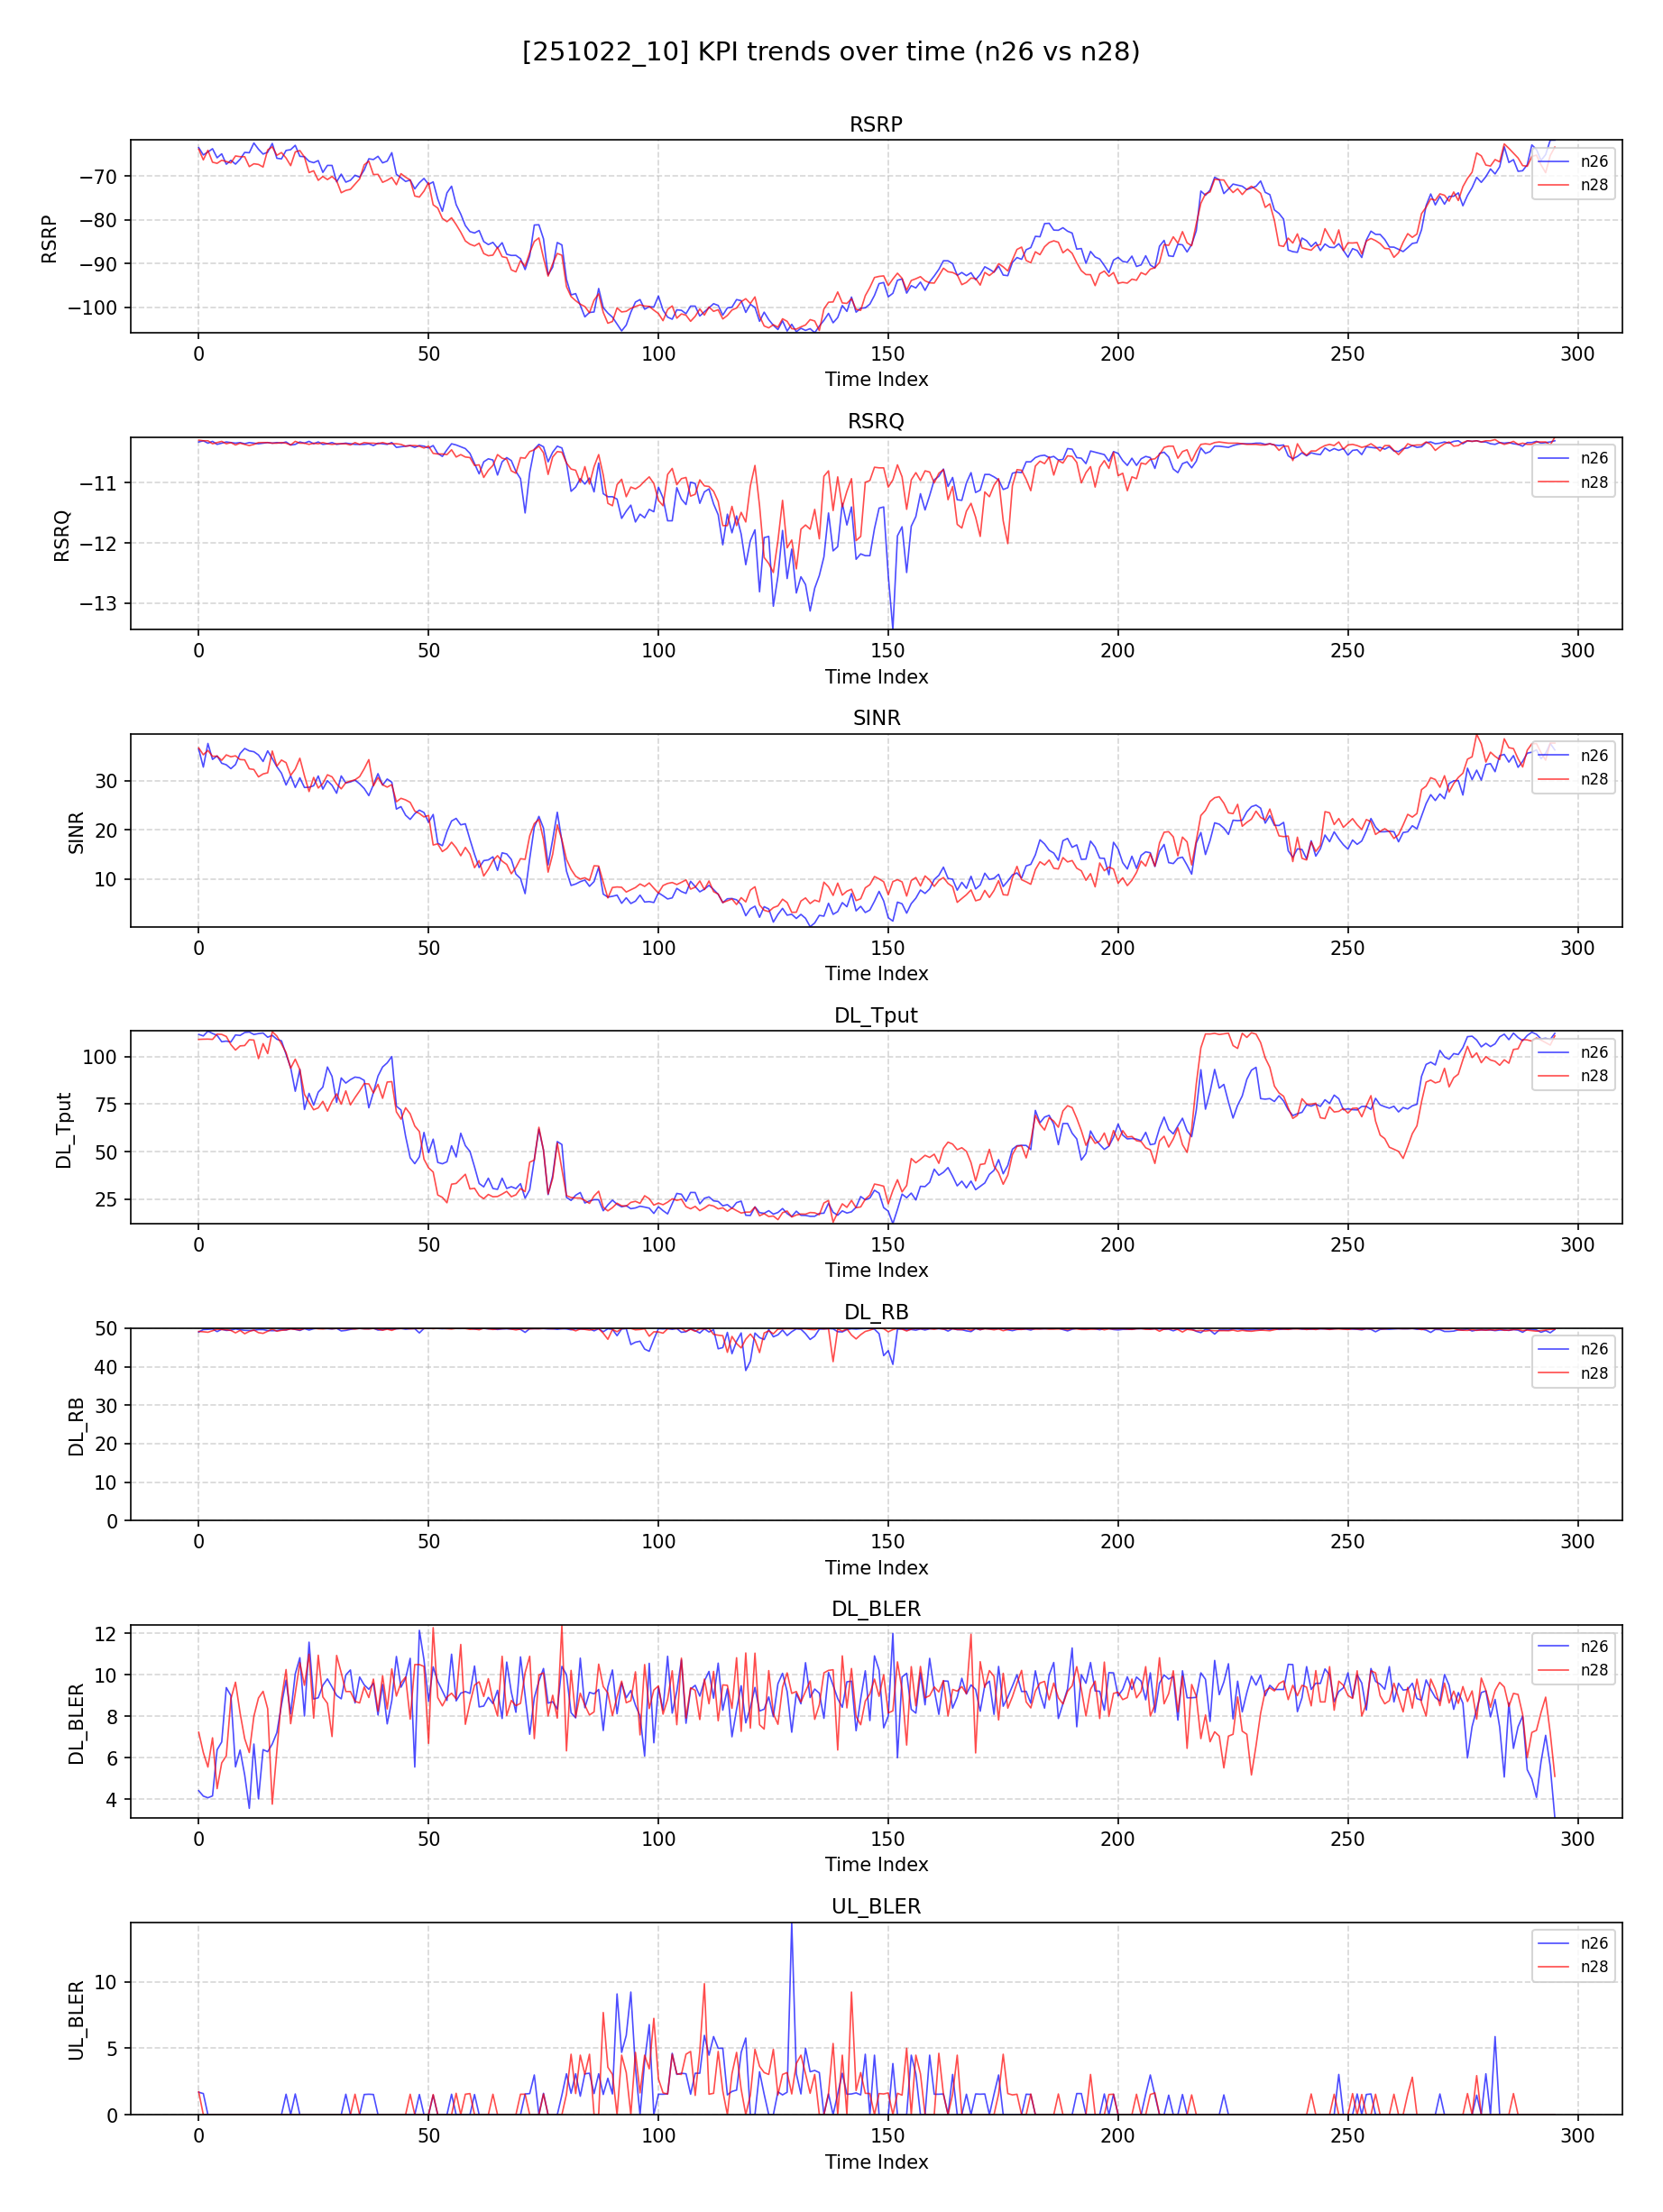 [251022_10] KPI trends over time (n26 vs n28)
RSRP
RSRP
−70
−80
−90
−100
n26
n28
0 50 100 150 200 250 300
Time Index
RSRQ
RSRQ
−11
−12
−13
n26
n28
0 50 100 150 200 250 300
Time Index
SINR
SINR
30
20
10
n26
n28
0 50 100 150 200 250 300
Time Index
DL_Tput
DL_Tput
100
75
50
25
n26
n28
0 50 100 150 200 250 300
Time Index
DL_RB
DL_RB
50
40
30
20
10
0
n26
n28
0 50 100 150 200 250 300
Time Index
DL_BLER
DL_BLER
12
10
8
6
4
n26
n28
0 50 100 150 200 250 300
Time Index
UL_BLER
UL_BLER
10
5
0
n26
n28
0 50 100 150 200 250 300
Time Index